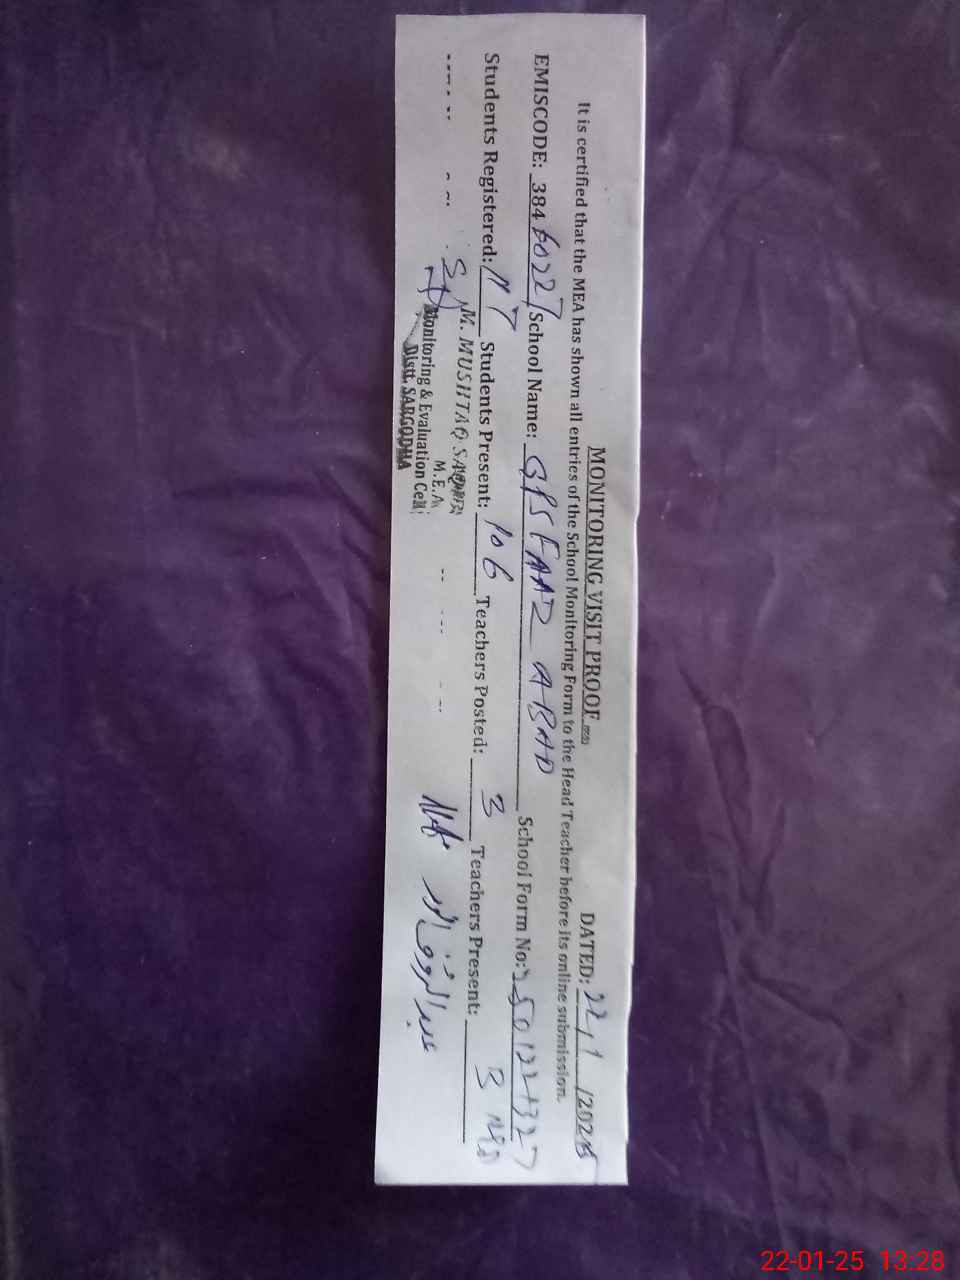 MONITORING VISIT PROOF
DATED: 22/1/2025
It is certified that the MEA has shown all entries of the School Monitoring Form to the Head Teacher before its online submission.
EMISCODE: 38460227 School Name: GPS FAAZ ABAD School Form No:
Students Registered: 117 Students Present: 106 Teachers Posted: 3 Teachers Present: 3
M. MUSHTAQ
M.E.A
Monitoring & Evaluation Cell
Distt. SARGODHA
عبدالرزاق
22-01-25 13:28